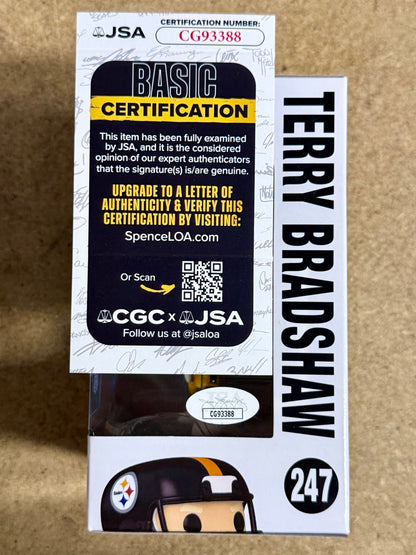 JSA
CERTIFICATION NUMBER:
CG93388
BASIC
CERTIFICATION
This item has been fully examined
by JSA, and it is the considered
opinion of our expert authenticators
that the signature(s) is/are genuine.
UPGRADE TO A LETTER OF
AUTHENTICITY & VERIFY THIS
CERTIFICATION BY VISITING:
SpenceLOA.com
Or Scan
CGC x JSA
Follow us at @jsaloa
CG93388
TERRY BRADSHAW
247
Steelers